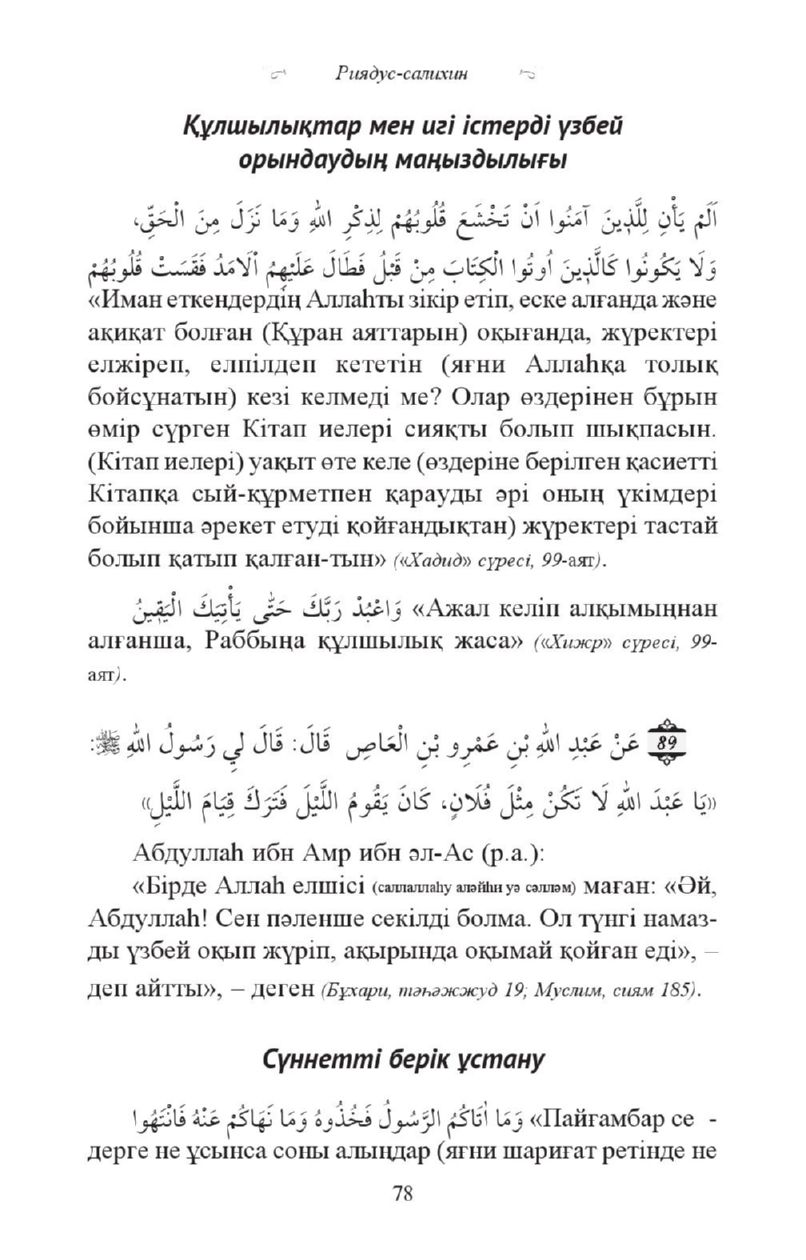 Риядус-салихин
Құлшылықтар мен игі істерді үзбей
орындаудың маңыздылығы
اَلَمْ يَأْنِ لِلَّذِينَ آمَنُوا اَنْ تَخْشَعَ قُلُوبُهُمْ لِذِكْرِ اللهِ وَمَا نَزَلَ مِنَ الْحَقِّ،
وَلَا يَكُونُوا كَالَّذِينَ أُوتُوا الْكِتَابَ مِنْ قَبْلُ فَطَالَ عَلَيْهِمُ الْاَمَدُ فَقَسَتْ قُلُوبُهُمْ
«Иман еткендердің Аллаһты зікір етіп, еске алғанда және
ақиқат болған (Құран аяттарын) оқығанда, жүректері
елжіреп, елпілдеп кететін (яғни Аллаһқа толық
бойсұнатын) кезі келмеді ме? Олар өздерінен бұрын
өмір сүрген Кітап иелері сияқты болып шықпасын.
(Кітап иелері) уақыт өте келе (өздеріне берілген қасиетті
Кітапқа сый-құрметпен қарауды әрі оның үкімдері
бойынша әрекет етуді қойғандықтан) жүректері тастай
болып қатып қалған-тын» («Хадид» сүресі, 99-аят).
وَاعْبُدْ رَبَّكَ حَتّٰى يَأْتِيَكَ الْيَقِينُ «Ажал келіп алқымыңнан
алғанша, Раббыңа құлшылық жаса» («Хижр» сүресі, 99-
аят).
89 عَنْ عَبْدِ اللهِ بْنِ عَمْرِو بْنِ الْعَاصِ قَالَ: قَالَ لِي رَسُولُ اللهِ ﷺ:
«يَا عَبْدَ اللهِ لَا تَكُنْ مِثْلَ فُلَانٍ، كَانَ يَقُومُ اللَّيْلَ فَتَرَكَ قِيَامَ اللَّيْلِ»
Абдуллаһ ибн Амр ибн әл-Ас (р.а.):
«Бірде Аллаһ елшісі (саллаллаһу аләйһи уә сәлләм) маған: «Әй,
Абдуллаһ! Сен пәленше секілді болма. Ол түнгі намаз-
ды үзбей оқып жүріп, ақырында оқымай қойған еді», –
деп айтты», – деген (Бұхари, тәһәжжуд 19; Муслим, сиям 185).
Сүннетті берік ұстану
وَمَا اٰتَاكُمُ الرَّسُولُ فَخُذُوهُ وَمَا نَهَاكُمْ عَنْهُ فَانْتَهُوا «Пайғамбар се -
дерге не ұсынса соны алыңдар (яғни шариғат ретінде не
78